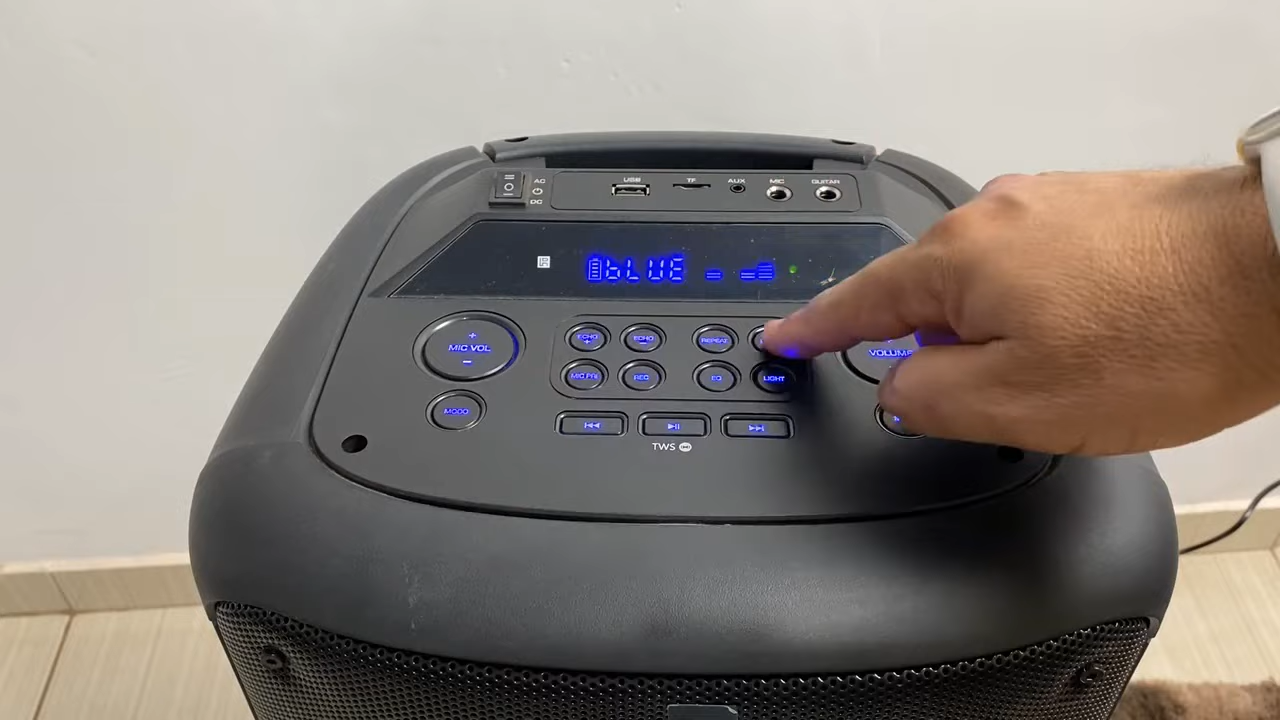 USB TF AUX MIC GUITAR
AC
DC
bLUE
ECHO + ECHO - REPEAT
+ MIC VOL - VOLUME
MIC PRI REC EQ LIGHT
MODO
TWS